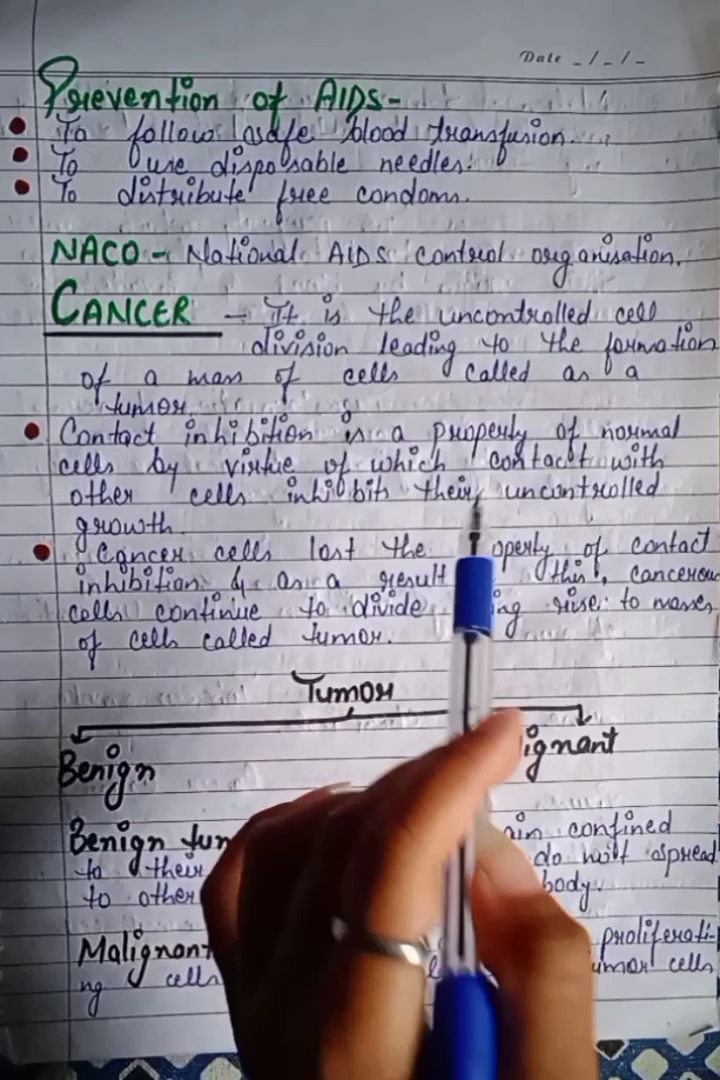 Date _/_/_
Prevention of AIDS-
To follow safe blood transfusion.
To use disposable needles.
To distribute free condoms.
NACO - National AIDS control organisation.
CANCER - It is the uncontrolled cell
division leading to the formation
of a mass of cells called as a
tumor.
Contact inhibition is a property of normal
cells by virtue of which contact with
other cells inhibits their uncontrolled
growth.
Cancer cells lost the operty of contact
inhibition & as a result this, cancerous
cells continue to divide ing rise to masses
of cells called tumor.
Tumor
Benign ignant
Benign tum ain confined
to their do not spread
to other body.
Malignant proliferati-
ng cells umor cells